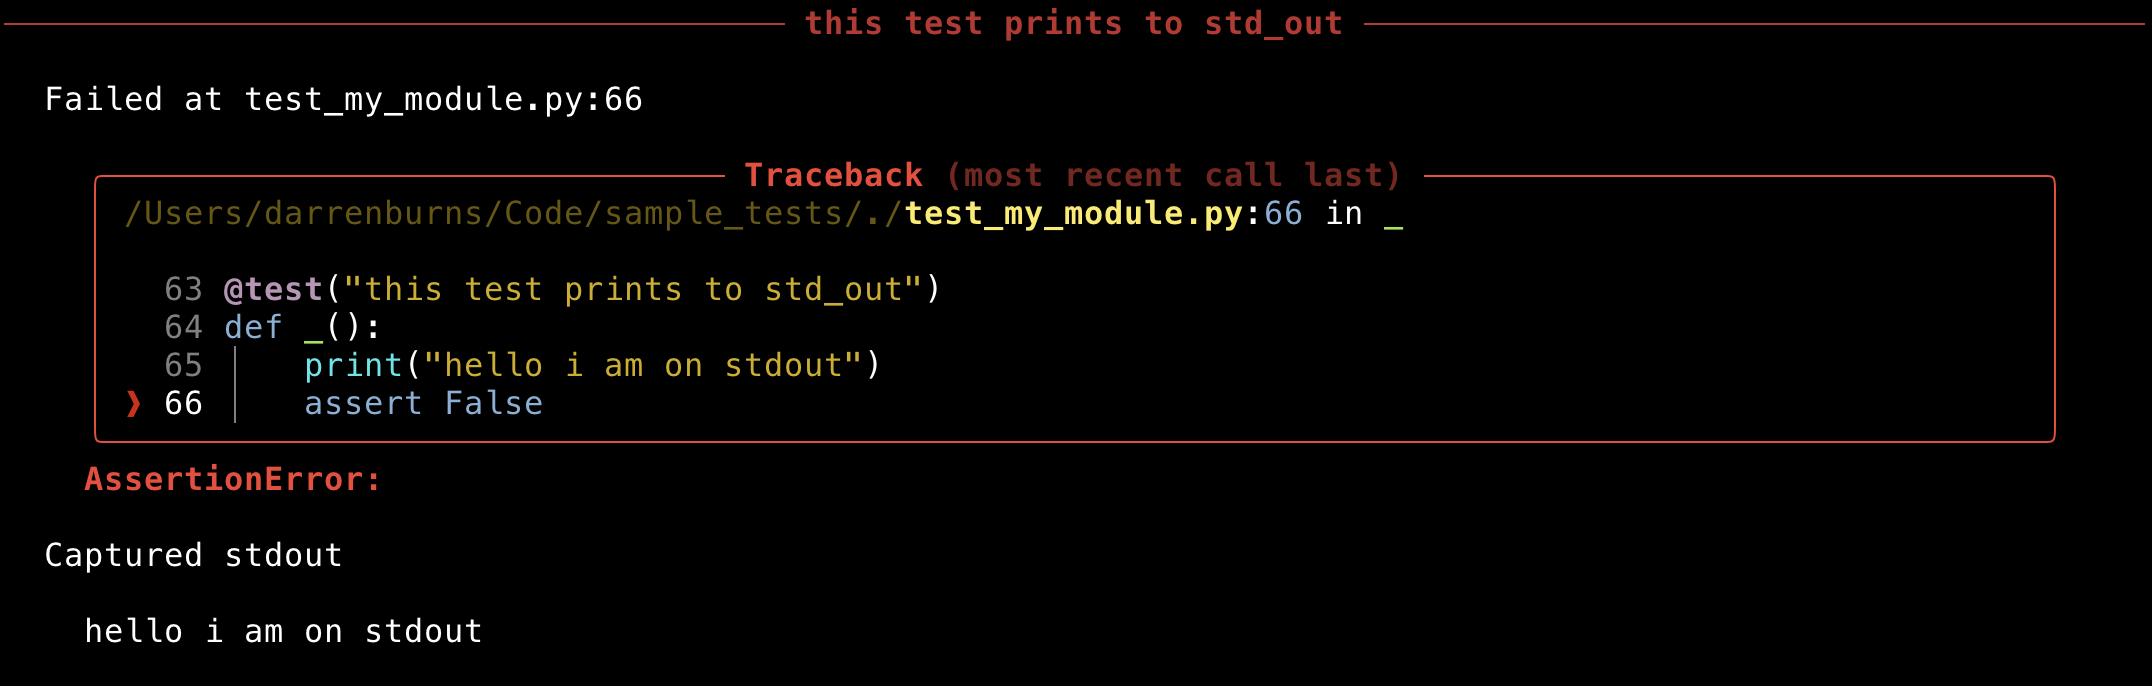 this test prints to std_out
Failed at test_my_module.py:66
Traceback (most recent call last)
/Users/darrenburns/Code/sample_tests/./test_my_module.py:66 in _
63 @test("this test prints to std_out")
64 def _():
65     print("hello i am on stdout")
❱ 66     assert False
AssertionError:
Captured stdout
hello i am on stdout